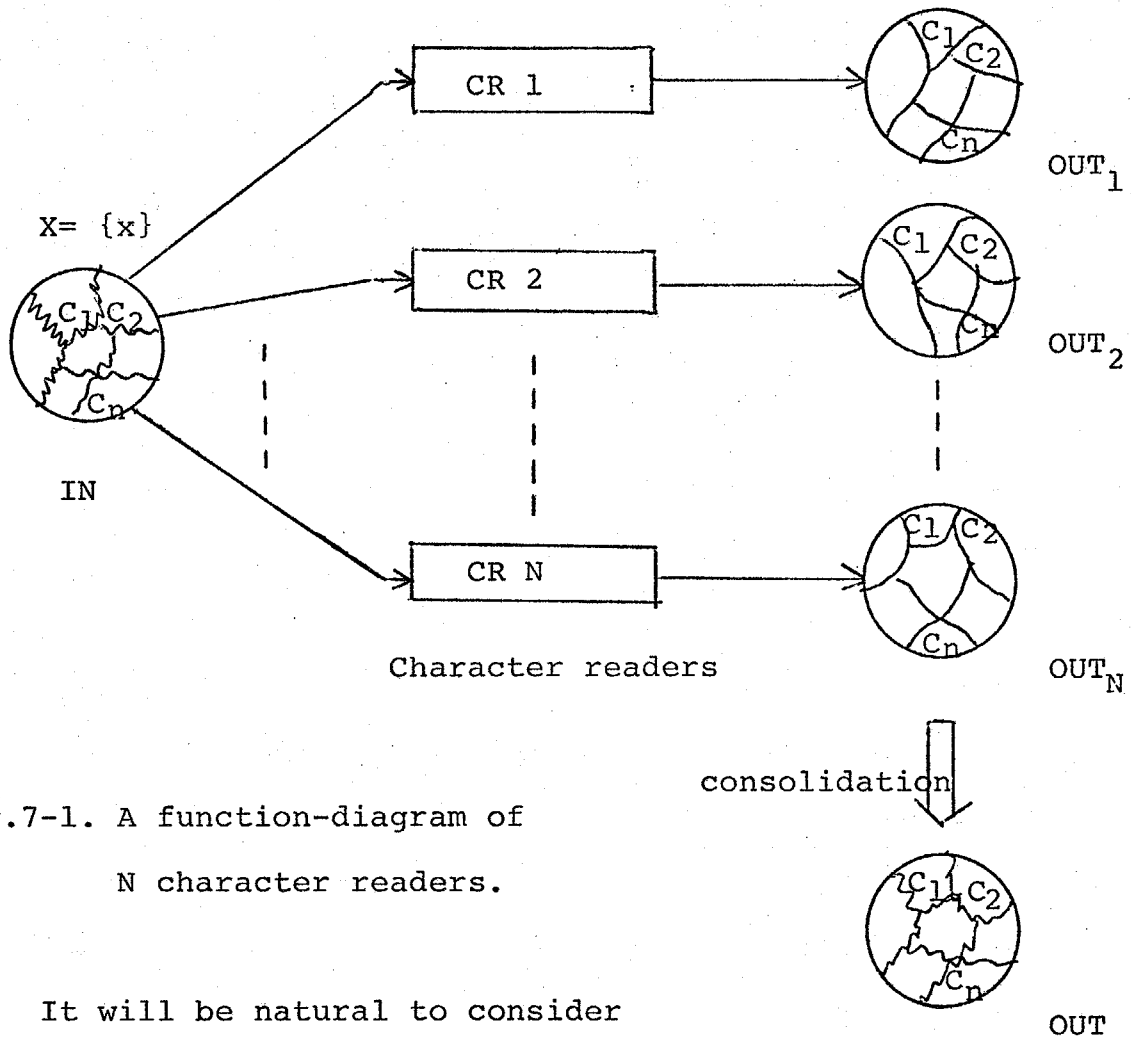 C1 C2
CR 1
Cn
OUT1
X= {x}
C1 C2
CR 2
C1 C2
Cn
Cn
OUT2
IN
C1 C2
CR N
Cn
Character readers
OUTN
consolidation
.7-1. A function-diagram of
N character readers.
C1 C2
Cn
It will be natural to consider
OUT